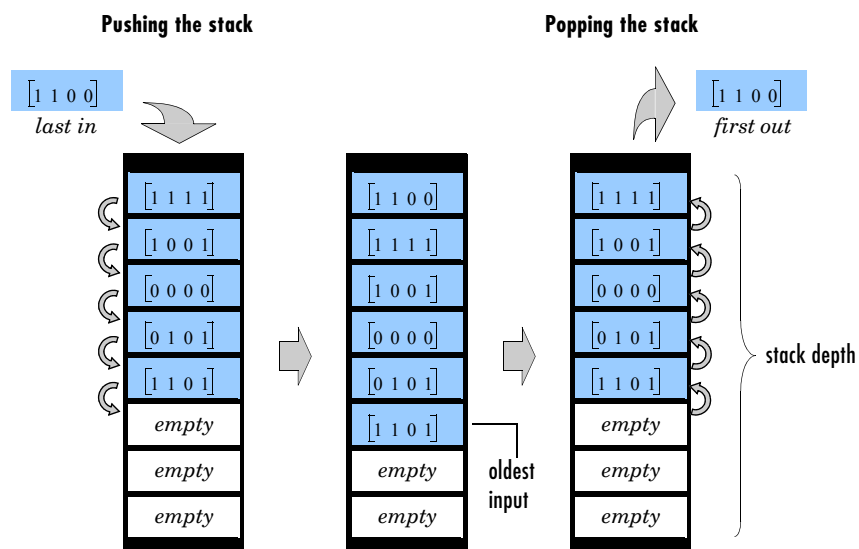 Pushing the stack
Popping the stack
[1 1 0 0]
last in
[1 1 0 0]
first out
[1 1 1 1]
[1 0 0 1]
[0 0 0 0]
[0 1 0 1]
[1 1 0 1]
empty
empty
empty
[1 1 0 0]
[1 1 1 1]
[1 0 0 1]
[0 0 0 0]
[0 1 0 1]
[1 1 0 1]
empty
empty
oldest
input
[1 1 1 1]
[1 0 0 1]
[0 0 0 0]
[0 1 0 1]
[1 1 0 1]
empty
empty
empty
stack depth